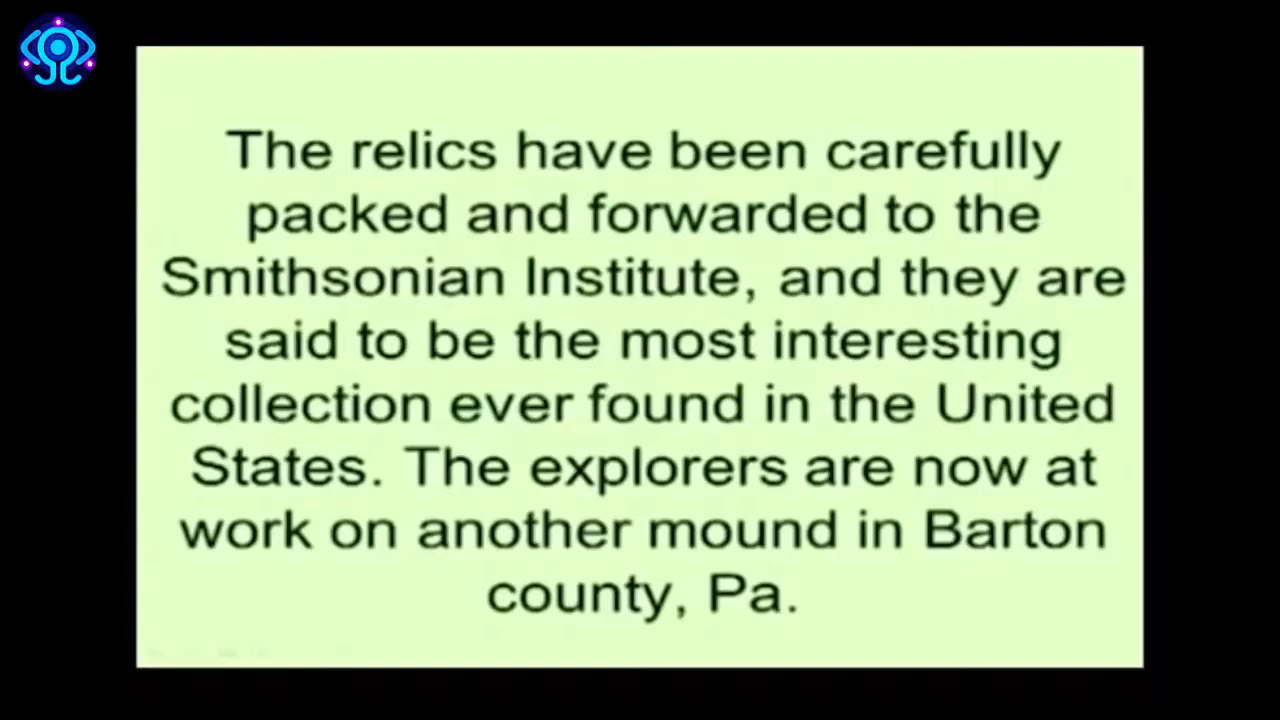 The relics have been carefully
packed and forwarded to the
Smithsonian Institute, and they are
said to be the most interesting
collection ever found in the United
States. The explorers are now at
work on another mound in Barton
county, Pa.